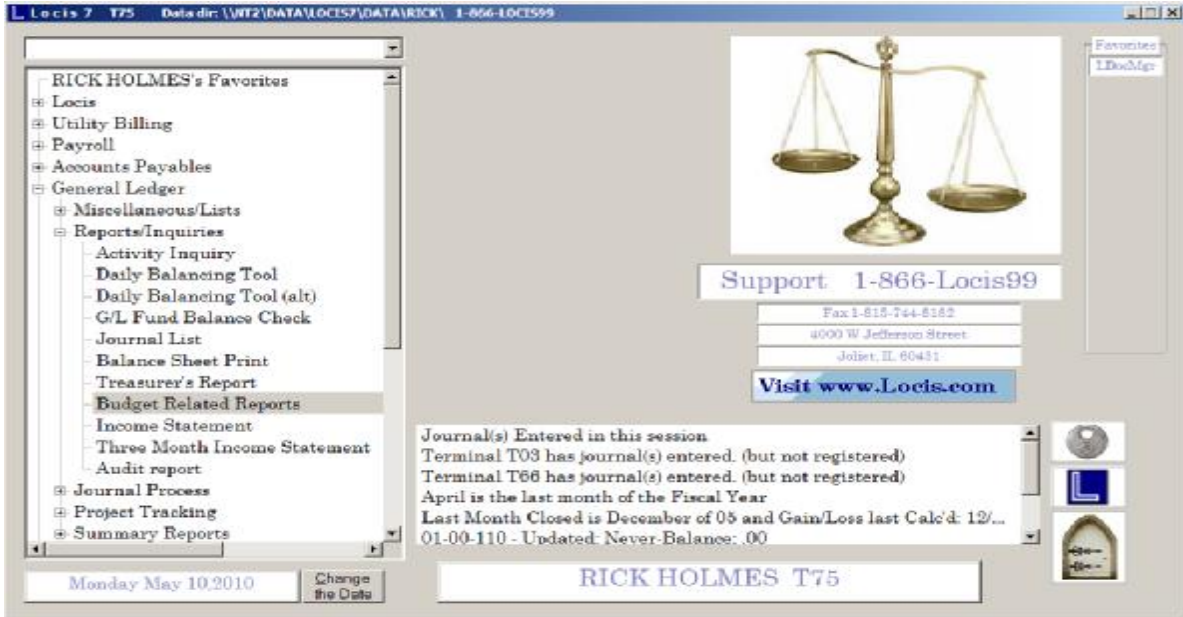 Locis 7 T75 Data dir: \\NT2\DATA\LOCIS7\DATA\RICK\ 1-866-LOCIS99
RICK HOLMES's Favorites
Locis
Utility Billing
Payroll
Accounts Payables
General Ledger
Miscellaneous/Lists
Reports/Inquiries
Activity Inquiry
Daily Balancing Tool
Daily Balancing Tool (alt)
G/L Fund Balance Check
Journal List
Balance Sheet Print
Treasurer's Report
Budget Related Reports
Income Statement
Three Month Income Statement
Audit report
Journal Process
Project Tracking
Summary Reports
Monday May 10,2010
Change
the Date
Support 1-866-Locis99
Fax 1-815-744-6162
4000 W Jefferson Street
Joliet, IL 60431
Visit www.Locis.com
Journal(s) Entered in this session
Terminal T03 has journal(s) entered. (but not registered)
Terminal T66 has journal(s) entered. (but not registered)
April is the last month of the Fiscal Year
Last Month Closed is December of 05 and Gain/Loss last Calc'd: 12/...
01-00-110 - Updated: Never-Balance: .00
RICK HOLMES T75
Favorites
LDocMgr